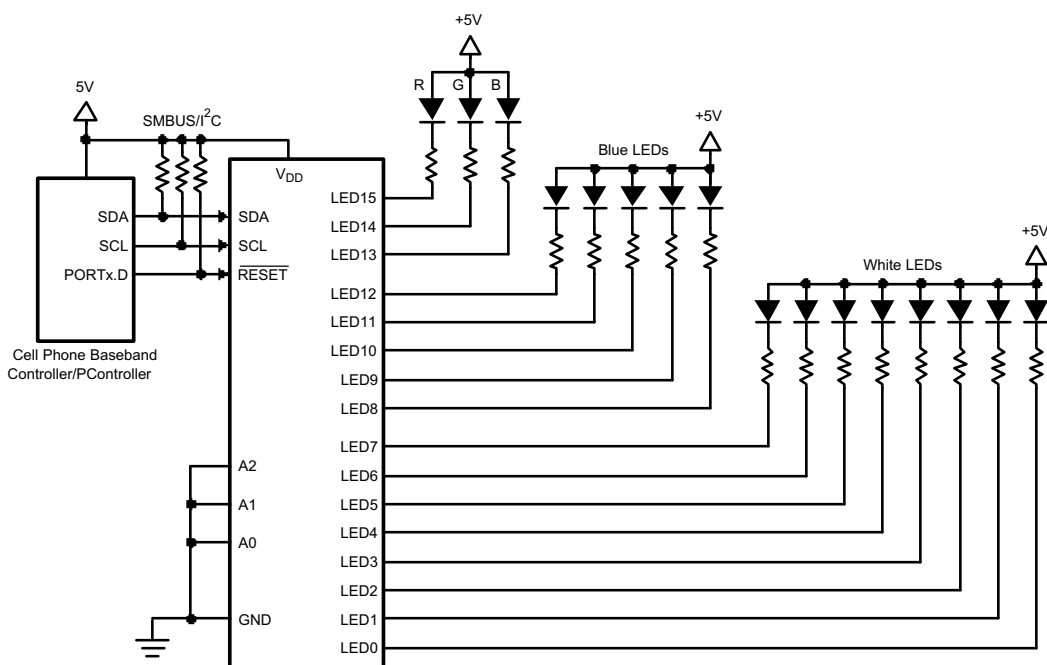 +5V
5V
R G B
SMBUS/I²C
+5V
Blue LEDs
V_DD
LED15
SDA SDA
LED14
SCL SCL
+5V
LED13
PORTx.D RESET
White LEDs
LED12
LED11
LED10
Cell Phone Baseband
Controller/PController
LED9
LED8
LED7
A2
LED6
A1
LED5
LED4
A0
LED3
LED2
GND
LED1
LED0